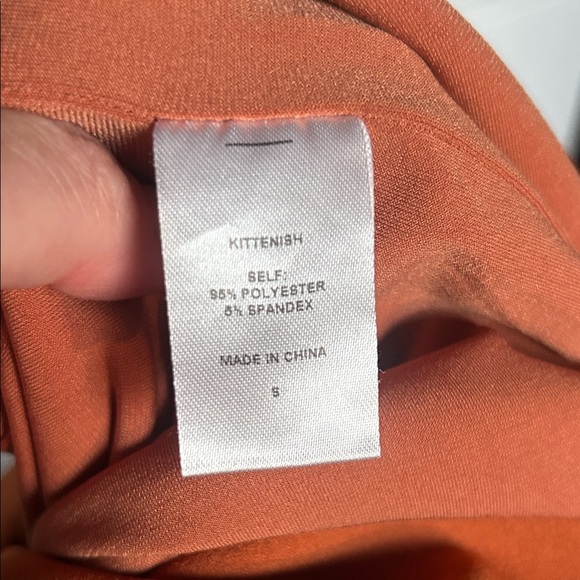 KITTENISH
SELF:
95% POLYESTER
5% SPANDEX
MADE IN CHINA
S